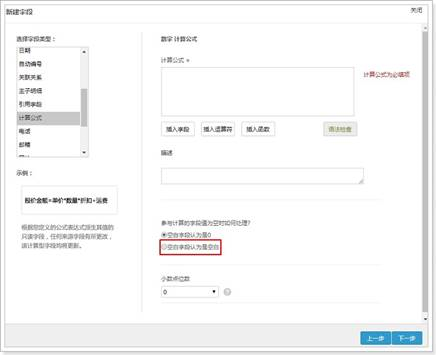 新建字段
关闭
选择字段类型：
日期
自动编号
关联关系
主子明细
引用字段
计算公式
电话
邮箱
示例：
报价金额=单价*数量*折扣+运费
根据您定义的公式表达式派生其值的
只读字段，任何来源字段有所更改，
该计算型字段均将更新。
数字 计算公式
计算公式 *
计算公式为必填项
插入字段
插入运算符
插入函数
语法检查
描述
参与计算的字段值为空时如何处理?
空白字段认为是0
空白字段认为是空白
小数点位数
0
?
上一步
下一步